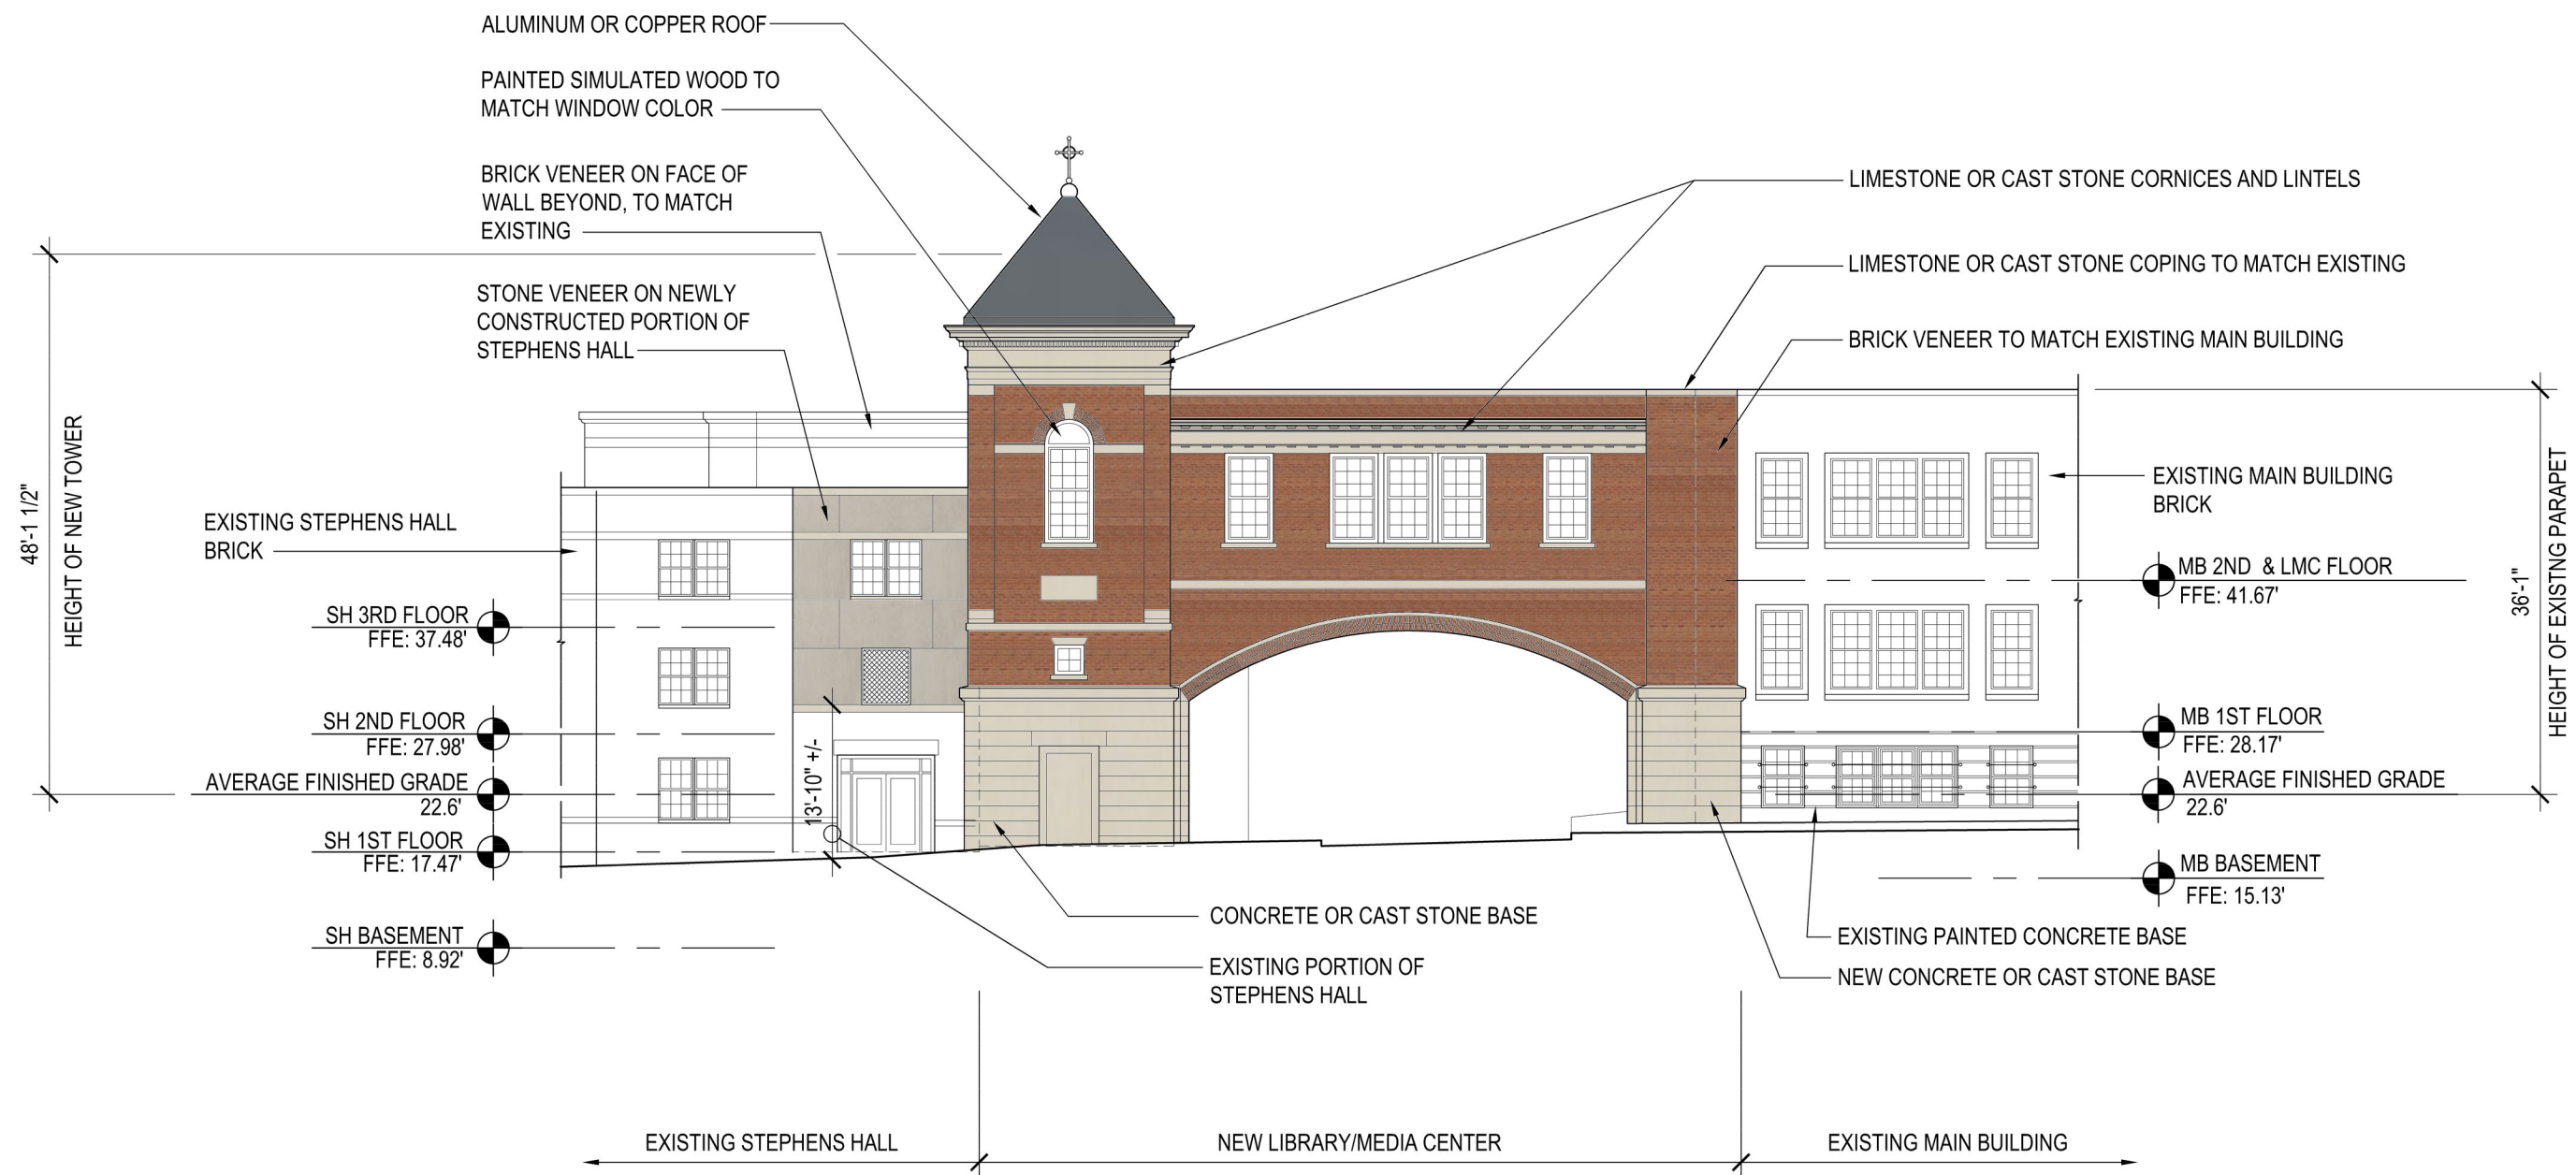 ALUMINUM OR COPPER ROOF
PAINTED SIMULATED WOOD TO
MATCH WINDOW COLOR
BRICK VENEER ON FACE OF
WALL BEYOND, TO MATCH
EXISTING
STONE VENEER ON NEWLY
CONSTRUCTED PORTION OF
STEPHENS HALL
LIMESTONE OR CAST STONE CORNICES AND LINTELS
LIMESTONE OR CAST STONE COPING TO MATCH EXISTING
BRICK VENEER TO MATCH EXISTING MAIN BUILDING
48'-1 1/2"
HEIGHT OF NEW TOWER
EXISTING STEPHENS HALL
BRICK
SH 3RD FLOOR
FFE: 37.48'
SH 2ND FLOOR
FFE: 27.98'
AVERAGE FINISHED GRADE
22.6'
SH 1ST FLOOR
FFE: 17.47'
SH BASEMENT
FFE: 8.92'
13'-10" +/-
EXISTING MAIN BUILDING
BRICK
MB 2ND & LMC FLOOR
FFE: 41.67'
36'-1"
HEIGHT OF EXISTNG PARAPET
MB 1ST FLOOR
FFE: 28.17'
AVERAGE FINISHED GRADE
22.6'
MB BASEMENT
FFE: 15.13'
CONCRETE OR CAST STONE BASE
EXISTING PORTION OF
STEPHENS HALL
EXISTING PAINTED CONCRETE BASE
NEW CONCRETE OR CAST STONE BASE
EXISTING STEPHENS HALL
NEW LIBRARY/MEDIA CENTER
EXISTING MAIN BUILDING